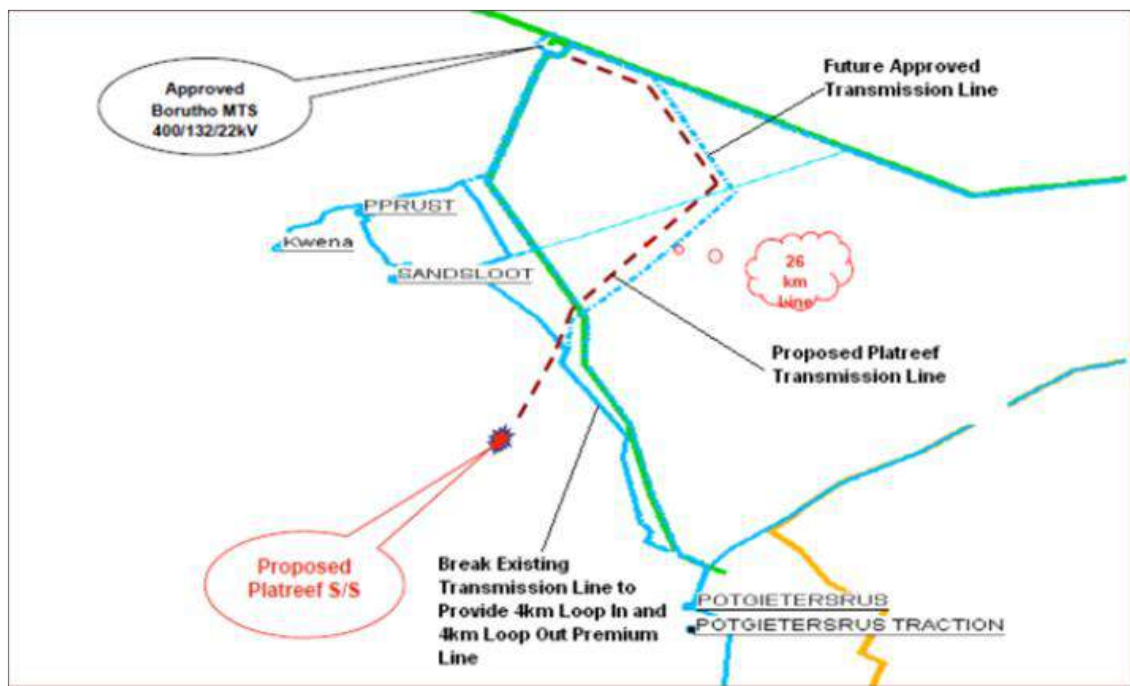 Approved
Borutho MTS
400/132/22kV
Future Approved
Transmission Line
PPRUST
Kwena
SANDSLOOT
26
km
Line
Proposed Platreef
Transmission Line
Proposed
Platreef S/S
Break Existing
Transmission Line to
Provide 4km Loop In and
4km Loop Out Premium
Line
POTGIETERSRUS
POTGIETERSRUS TRACTION